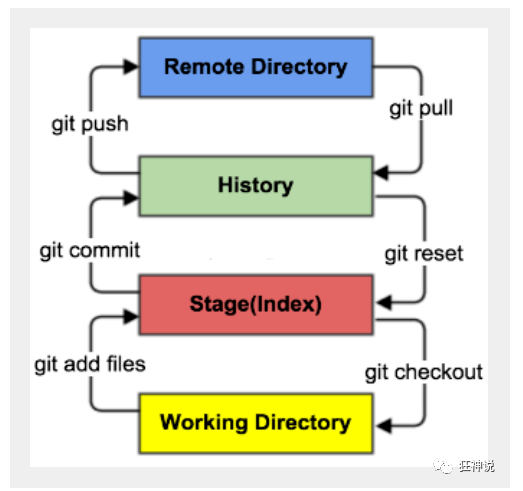 Remote Directory
git push
git pull
History
git commit
git reset
Stage(Index)
git add files
git checkout
Working Directory
狂神说